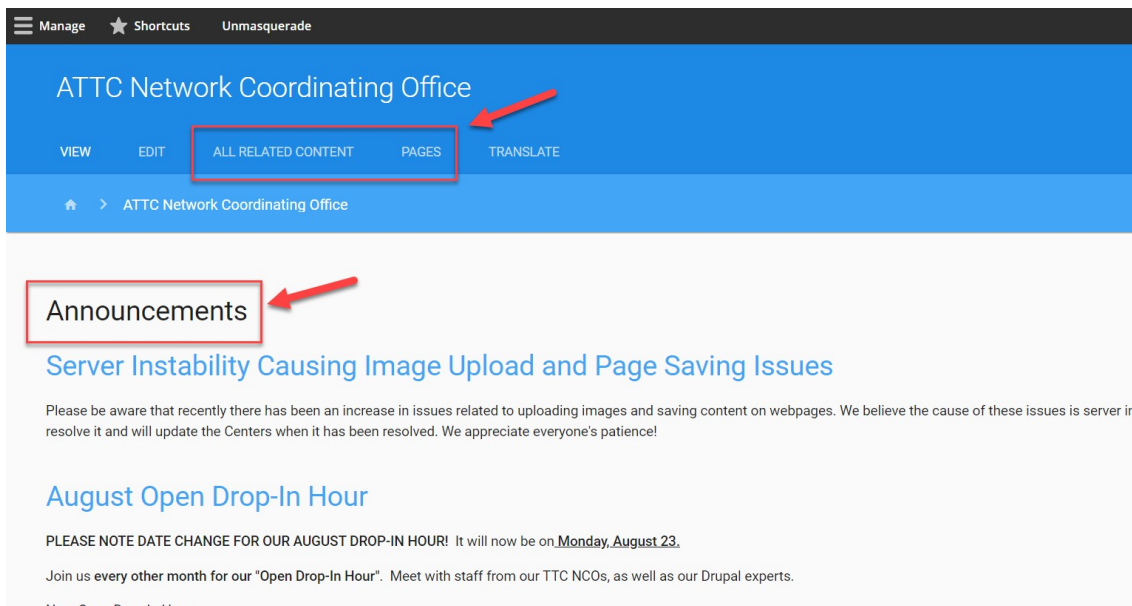 Manage Shortcuts Unmasquerade
ATTC Network Coordinating Office
VIEW EDIT ALL RELATED CONTENT PAGES TRANSLATE
> ATTC Network Coordinating Office
Announcements
Server Instability Causing Image Upload and Page Saving Issues
Please be aware that recently there has been an increase in issues related to uploading images and saving content on webpages. We believe the cause of these issues is server
resolve it and will update the Centers when it has been resolved. We appreciate everyone's patience!
August Open Drop-In Hour
PLEASE NOTE DATE CHANGE FOR OUR AUGUST DROP-IN HOUR! It will now be on Monday, August 23.
Join us every other month for our "Open Drop-In Hour". Meet with staff from our TTC NCOs, as well as our Drupal experts.